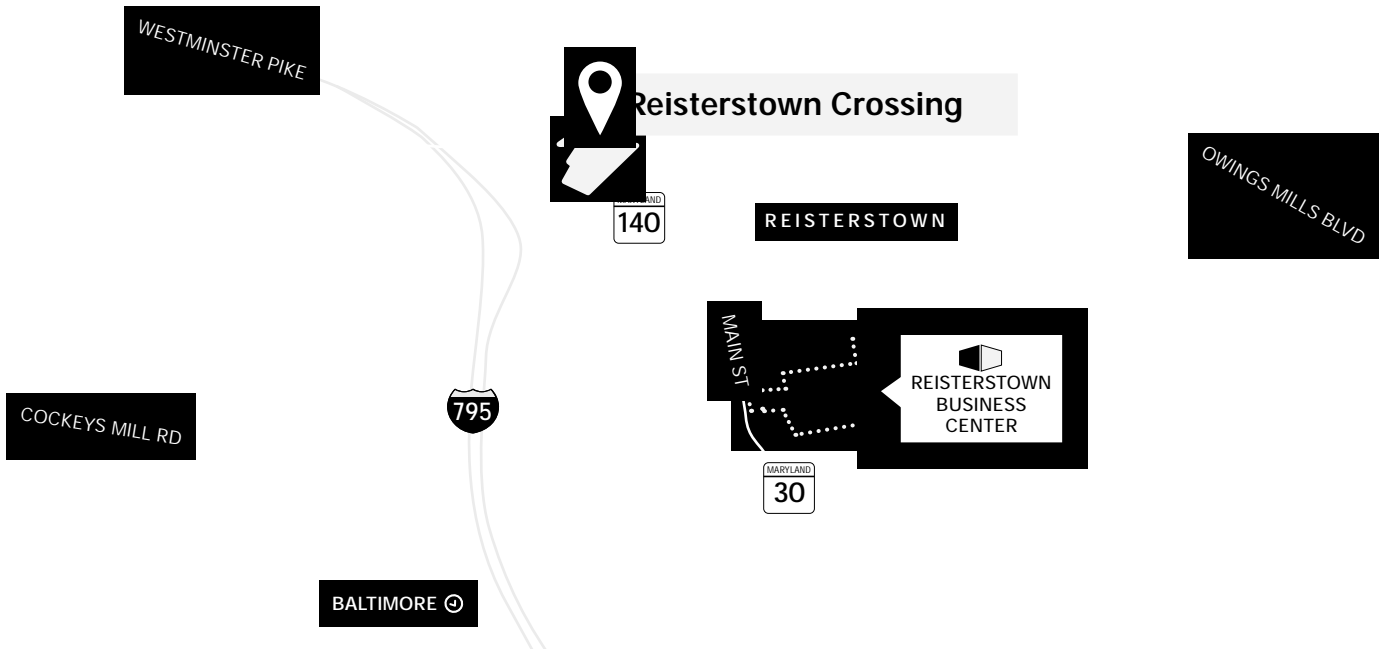 WESTMINSTER PIKE
Reisterstown Crossing
OWINGS MILLS BLVD
140
REISTERSTOWN
MAIN ST
REISTERSTOWN
BUSINESS
CENTER
795
COCKEYS MILL RD
MARYLAND
30
BALTIMORE